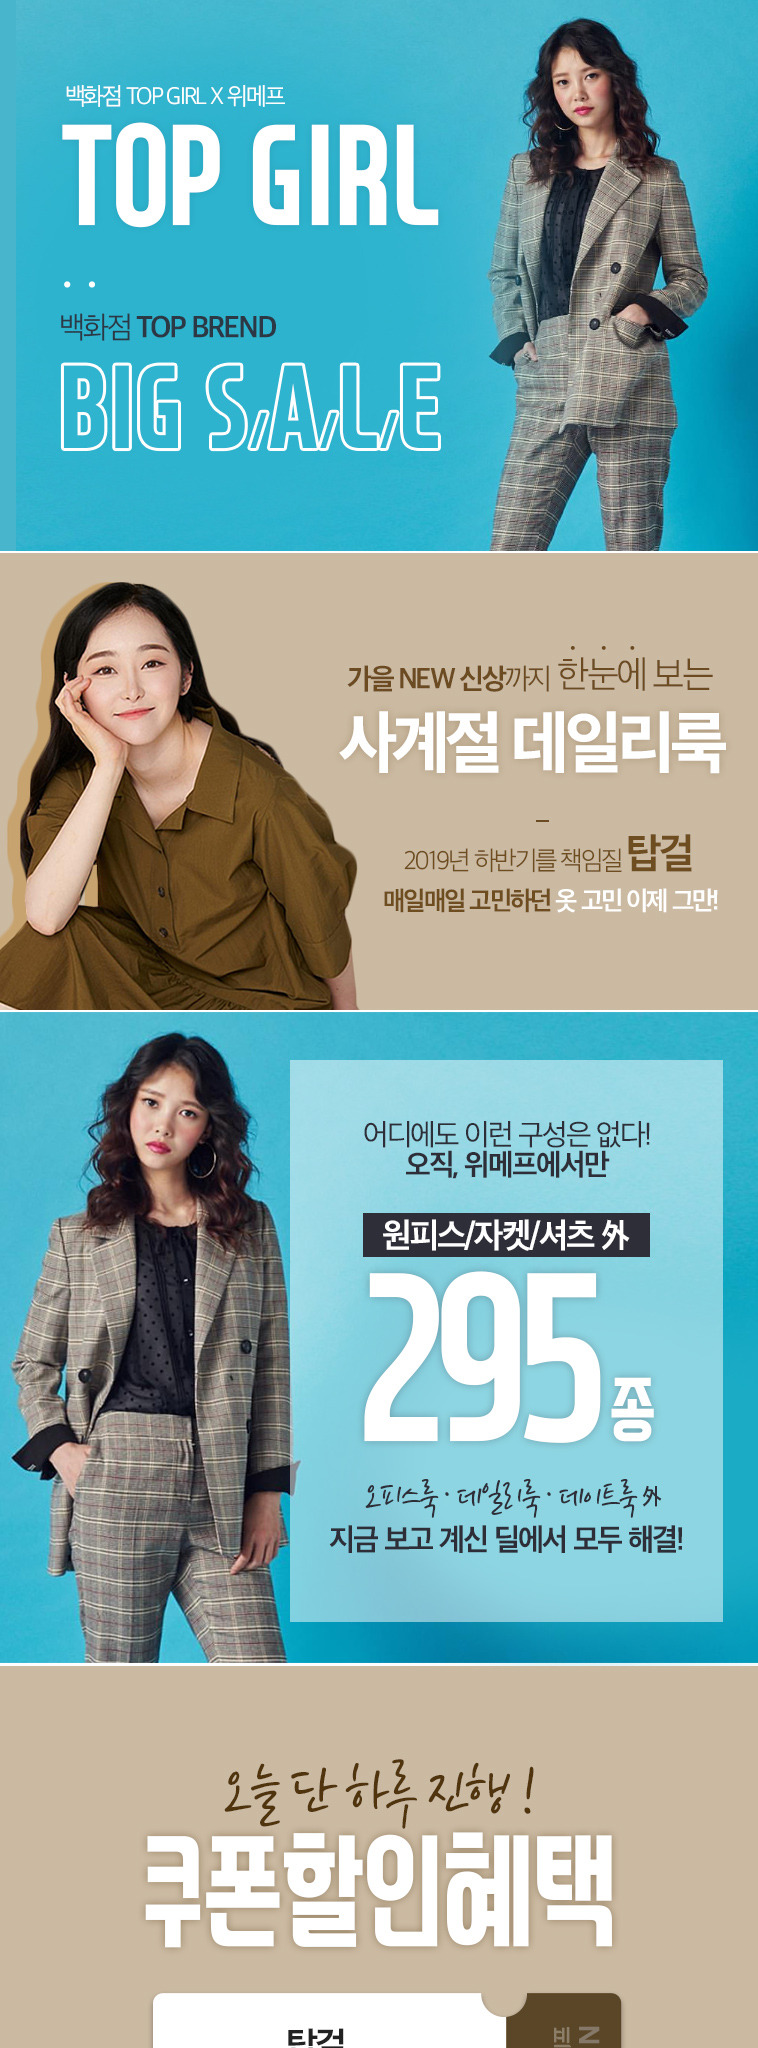 백화점 TOP GIRL X 위메프
TOP GIRL
백화점 TOP BREND
BIG SALE
가을 NEW 신상까지 한눈에 보는
사계절 데일리룩
2019년 하반기를 책임질 탑걸
매일매일 고민하던 옷 고민 이제 그만!
어디에도 이런 구성은 없다!
오직, 위메프에서만
원피스/자켓/셔츠 外
295종
오피스룩 · 데일리룩 · 데이트룩 外
지금 보고 계신 딜에서 모두 해결!
오늘 단 하루 진행!
쿠폰할인혜택
탑걸